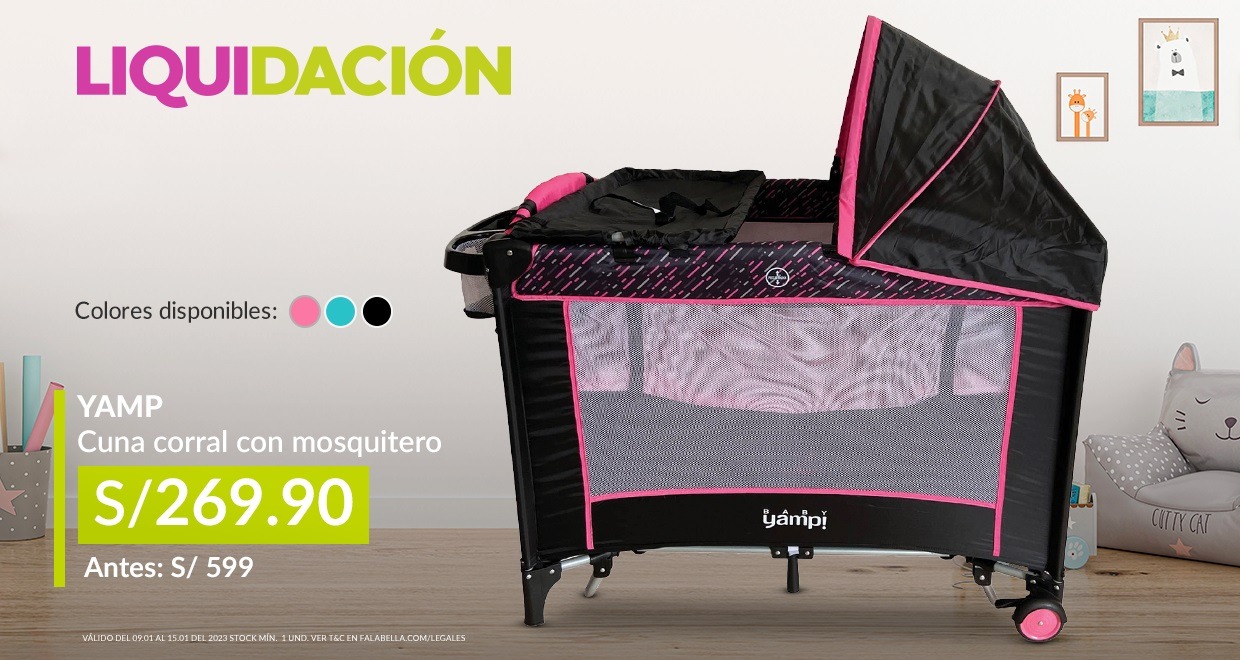 LIQUIDACIÓN
Colores disponibles:
YAMP
Cuna corral con mosquitero
S/269.90
Antes: S/ 599
VÁLIDO DEL 09.01 AL 15.01 DEL 2023 STOCK MÍN. 1 UND. VER T&C EN FALABELLA.COM/LEGALES
BABY
yamp!
CUTTY CAT